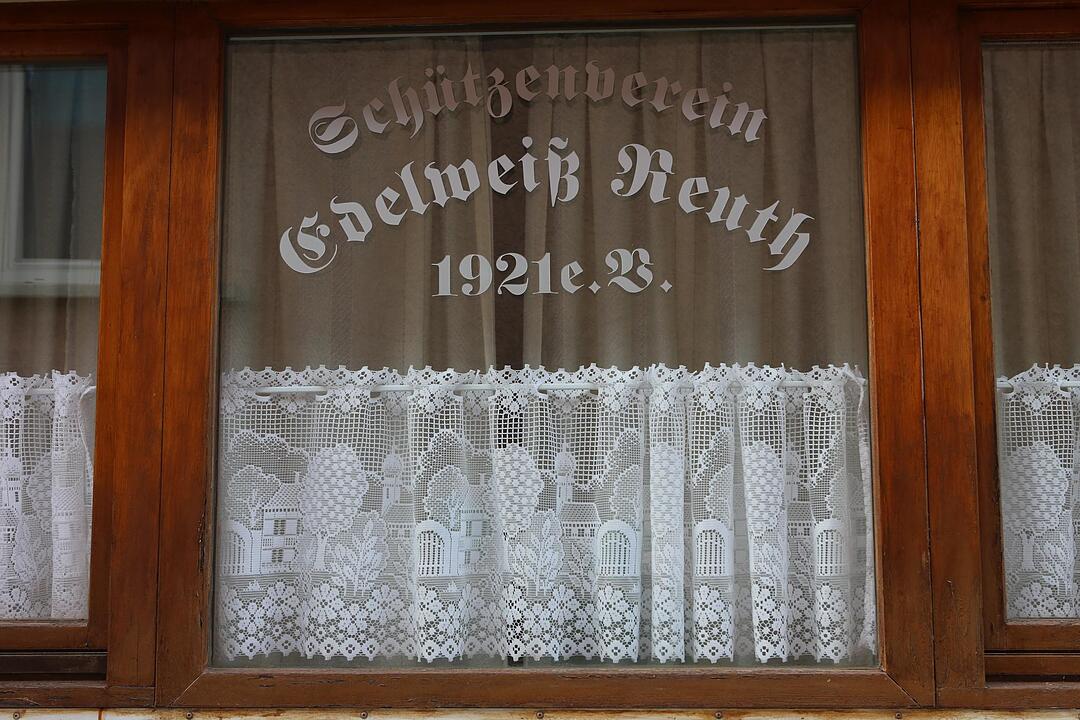 Schützenverein
Edelweiß Reuth
1921e.V.